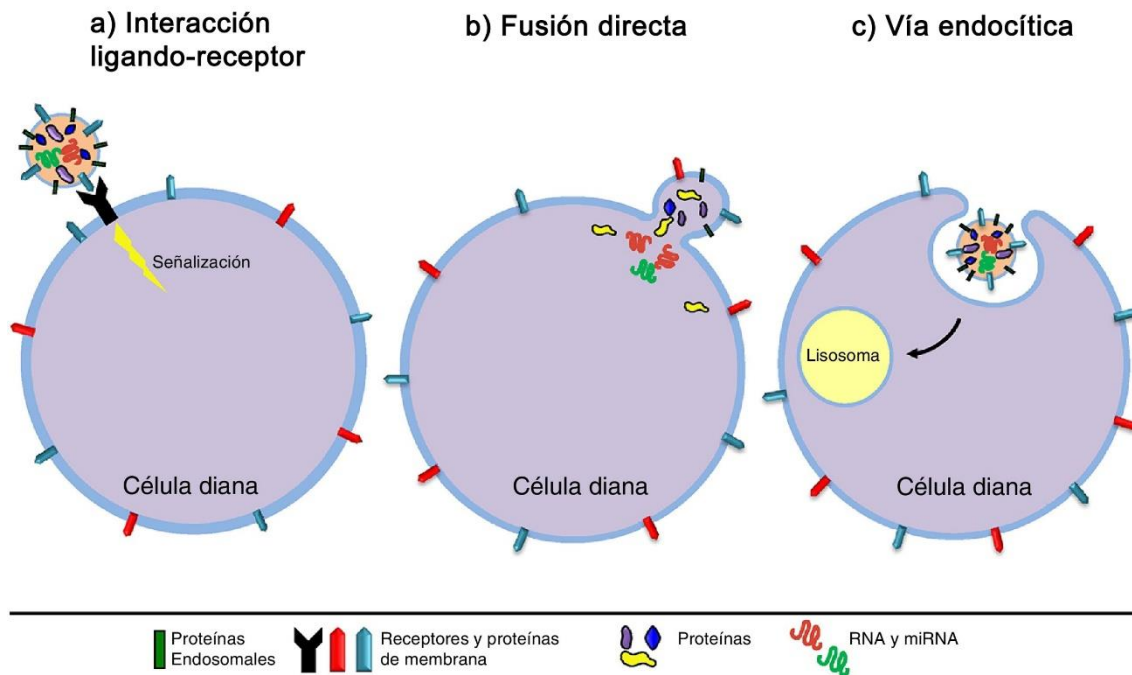 a) Interacción
ligando-receptor
b) Fusión directa
c) Vía endocítica
Señalización
Lisosoma
Célula diana
Célula diana
Célula diana
Proteínas
Endosomales
Receptores y proteínas
de membrana
Proteínas
RNA y miRNA